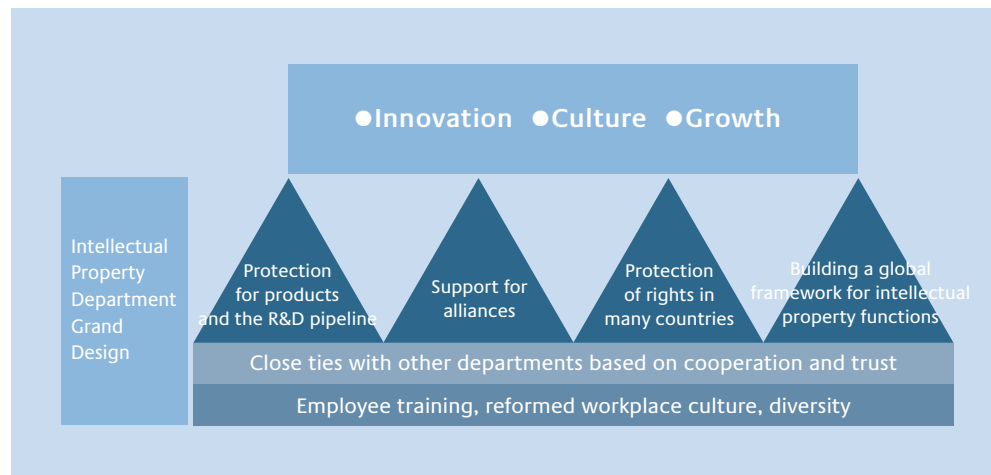 ●Innovation ●Culture ●Growth
Intellectual
Property
Department
Grand
Design
Protection
for products
and the R&D pipeline
Support for
alliances
Protection
of rights in
many countries
Building a global
framework for intellectual
property functions
Close ties with other departments based on cooperation and trust
Employee training, reformed workplace culture, diversity